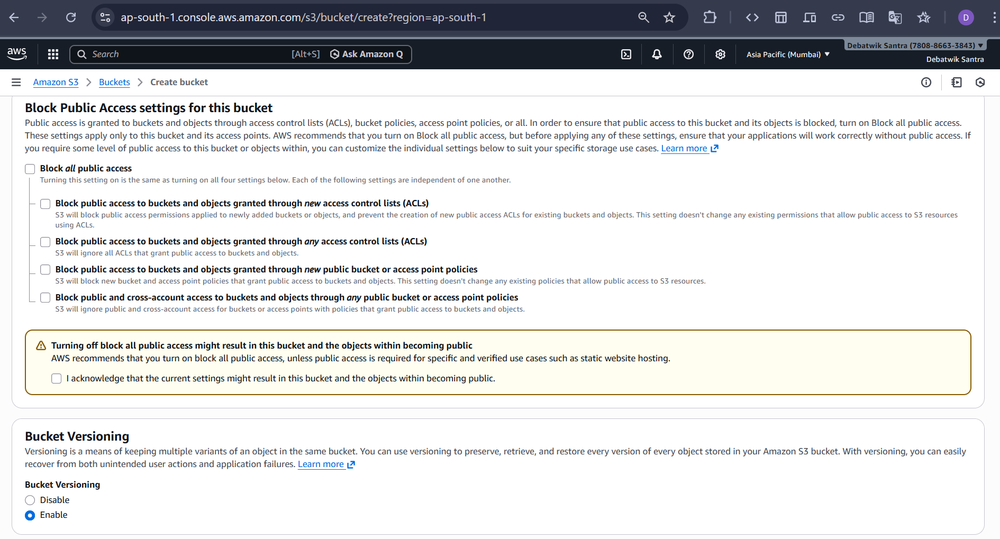 ap-south-1.console.aws.amazon.com/s3/bucket/create?region=ap-south-1
D
aws
Search
[Alt+S]
Ask Amazon Q
Asia Pacific (Mumbai)
Debatwik Santra (7808-8663-3843)
Debatwik Santra
Amazon S3
Buckets
Create bucket
Block Public Access settings for this bucket
Public access is granted to buckets and objects through access control lists (ACLs), bucket policies, access point policies, or all. In order to ensure that public access to this bucket and its objects is blocked, turn on Block all public access.
These settings apply only to this bucket and its access points. AWS recommends that you turn on Block all public access, but before applying any of these settings, ensure that your applications will work correctly without public access. If
you require some level of public access to this bucket or objects within, you can customize the individual settings below to suit your specific storage use cases. Learn more
Block all public access
Turning this setting on is the same as turning on all four settings below. Each of the following settings are independent of one another.
Block public access to buckets and objects granted through new access control lists (ACLs)
S3 will block public access permissions applied to newly added buckets or objects, and prevent the creation of new public access ACLs for existing buckets and objects. This setting doesn't change any existing permissions that allow public access to S3 resources
using ACLs.
Block public access to buckets and objects granted through any access control lists (ACLs)
S3 will ignore all ACLs that grant public access to buckets and objects.
Block public access to buckets and objects granted through new public bucket or access point policies
S3 will block new bucket and access point policies that grant public access to buckets and objects. This setting doesn't change any existing policies that allow public access to S3 resources.
Block public and cross-account access to buckets and objects through any public bucket or access point policies
S3 will ignore public and cross-account access for buckets or access points with policies that grant public access to buckets and objects.
Turning off block all public access might result in this bucket and the objects within becoming public
AWS recommends that you turn on block all public access, unless public access is required for specific and verified use cases such as static website hosting.
I acknowledge that the current settings might result in this bucket and the objects within becoming public.
Bucket Versioning
Versioning is a means of keeping multiple variants of an object in the same bucket. You can use versioning to preserve, retrieve, and restore every version of every object stored in your Amazon S3 bucket. With versioning, you can easily
recover from both unintended user actions and application failures. Learn more
Bucket Versioning
Disable
Enable